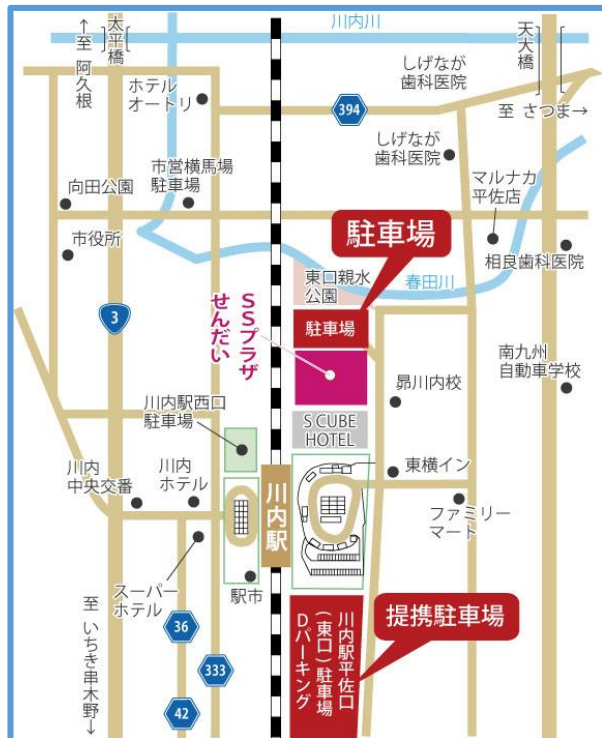 川内川
太平橋
←至 阿久根
天大橋
しげなが
歯科医院
ホテル
オートリ
394
至 さつま→
しげなが
歯科医院
市営横馬場
駐車場
向田公園
マルナカ
平佐店
駐車場
市役所
相良歯科医院
東口親水
公園
春田川
3
SSプラザ
せんだい
駐車場
南九州
自動車学校
昴川内校
川内駅西口
駐車場
S CUBE
HOTEL
川内
中央交番
川内
ホテル
川内駅
東横イン
ファミリー
マート
スーパー
ホテル
駅市
至 いちき串木野→
36
333
42
川内駅平佐口
(東口)駐車場
Dパーキング
提携駐車場